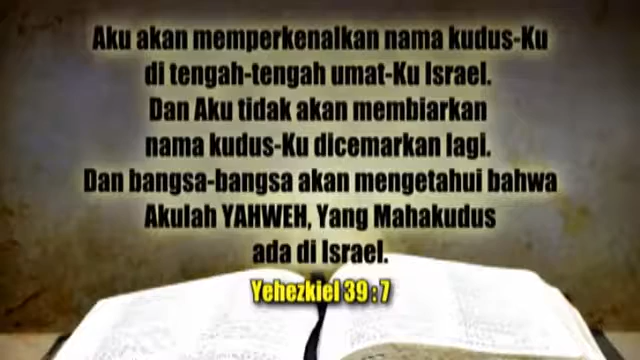 Aku akan memperkenalkan nama kudus-Ku
di tengah-tengah umat-Ku Israel.
Dan Aku tidak akan membiarkan
nama kudus-Ku dicemarkan lagi.
Dan bangsa-bangsa akan mengetahui bahwa
Akulah YAHWEH, Yang Mahakudus
ada di Israel.
Yehezkiel 39 : 7